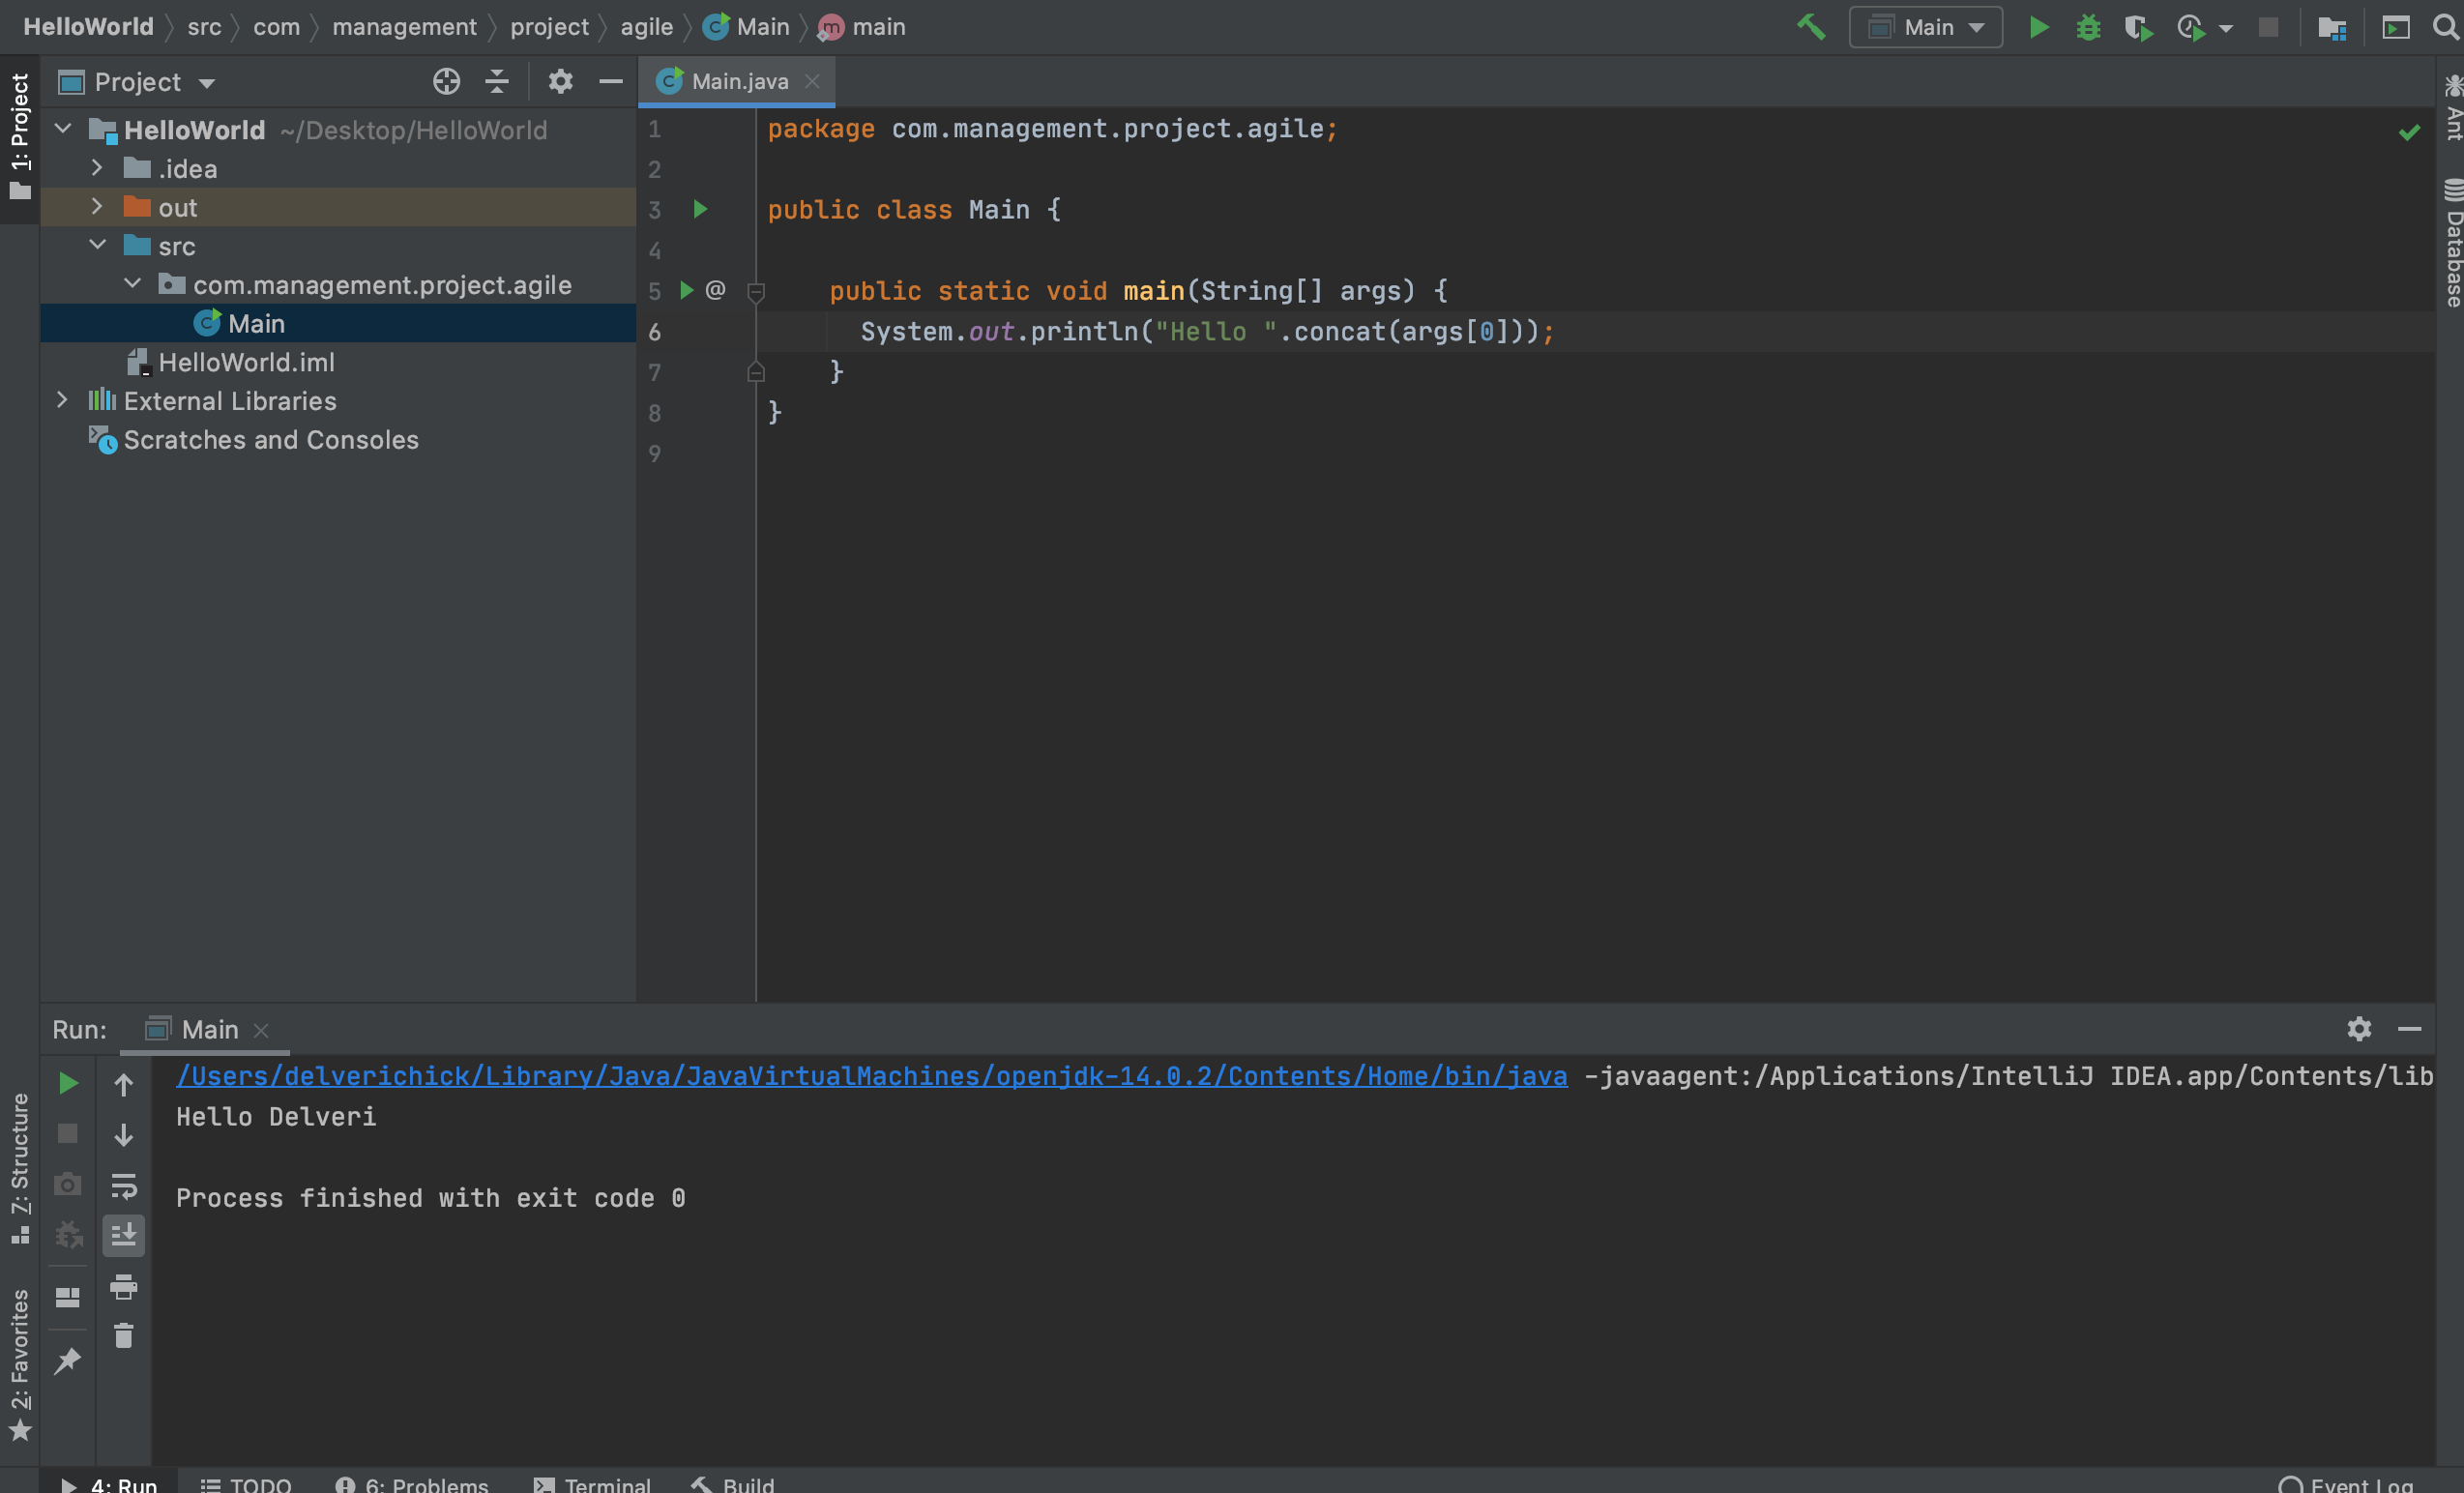 HelloWorld src com management project agile Main main
Main
1: Project
Project
Main.java
Ant
Database
HelloWorld ~/Desktop/HelloWorld
.idea
out
src
com.management.project.agile
Main
HelloWorld.iml
External Libraries
Scratches and Consoles
1 package com.management.project.agile;
2
3 public class Main {
4
5 @ public static void main(String[] args) {
6 System.out.println("Hello ".concat(args[0]));
7 }
8 }
9
Run: Main
/Users/delverichick/Library/Java/JavaVirtualMachines/openjdk-14.0.2/Contents/Home/bin/java -javaagent:/Applications/IntelliJ IDEA.app/Contents/lib
Hello Delveri
Process finished with exit code 0
7: Structure
2: Favorites
4: Run TODO 6: Problems Terminal Build Event Log